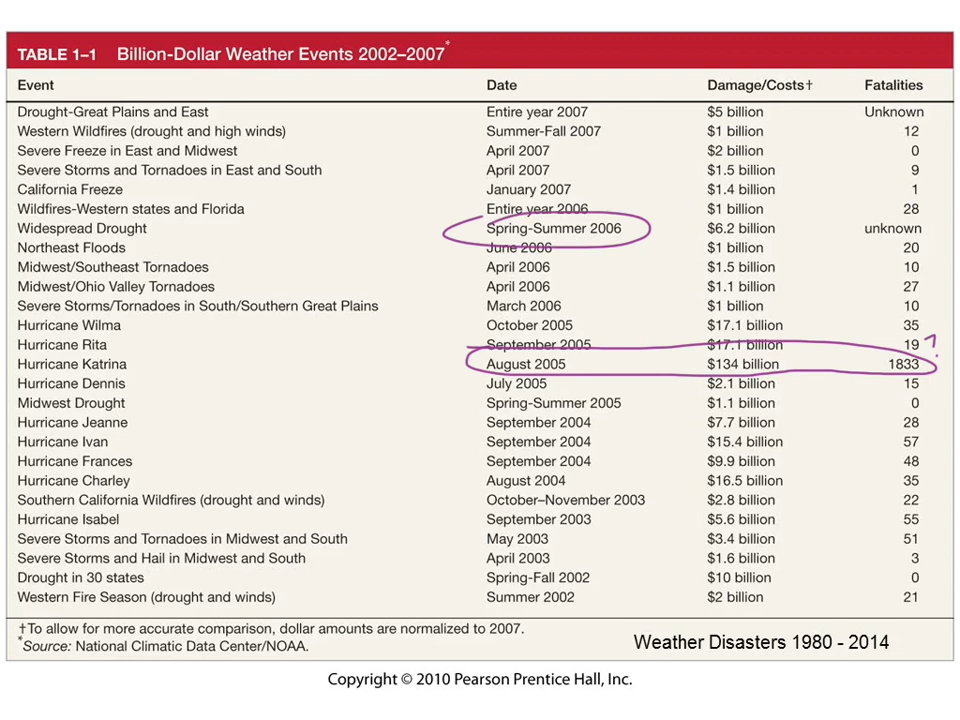 TABLE 1–1 Billion-Dollar Weather Events 2002–2007*
Event Date Damage/Costs† Fatalities
Drought-Great Plains and East Entire year 2007 $5 billion Unknown
Western Wildfires (drought and high winds) Summer-Fall 2007 $1 billion 12
Severe Freeze in East and Midwest April 2007 $2 billion 0
Severe Storms and Tornadoes in East and South April 2007 $1.5 billion 9
California Freeze January 2007 $1.4 billion 1
Wildfires-Western states and Florida Entire year 2006 $1 billion 28
Widespread Drought Spring-Summer 2006 $6.2 billion unknown
Northeast Floods June 2006 $1 billion 20
Midwest/Southeast Tornadoes April 2006 $1.5 billion 10
Midwest/Ohio Valley Tornadoes April 2006 $1.1 billion 27
Severe Storms/Tornadoes in South/Southern Great Plains March 2006 $1 billion 10
Hurricane Wilma October 2005 $17.1 billion 35
Hurricane Rita September 2005 $17.1 billion 19 ?
Hurricane Katrina August 2005 $134 billion 1833
Hurricane Dennis July 2005 $2.1 billion 15
Midwest Drought Spring-Summer 2005 $1.1 billion 0
Hurricane Jeanne September 2004 $7.7 billion 28
Hurricane Ivan September 2004 $15.4 billion 57
Hurricane Frances September 2004 $9.9 billion 48
Hurricane Charley August 2004 $16.5 billion 35
Southern California Wildfires (drought and winds) October–November 2003 $2.8 billion 22
Hurricane Isabel September 2003 $5.6 billion 55
Severe Storms and Tornadoes in Midwest and South May 2003 $3.4 billion 51
Severe Storms and Hail in Midwest and South April 2003 $1.6 billion 3
Drought in 30 states Spring-Fall 2002 $10 billion 0
Western Fire Season (drought and winds) Summer 2002 $2 billion 21
†To allow for more accurate comparison, dollar amounts are normalized to 2007.
*Source: National Climatic Data Center/NOAA.
Weather Disasters 1980 - 2014
Copyright © 2010 Pearson Prentice Hall, Inc.